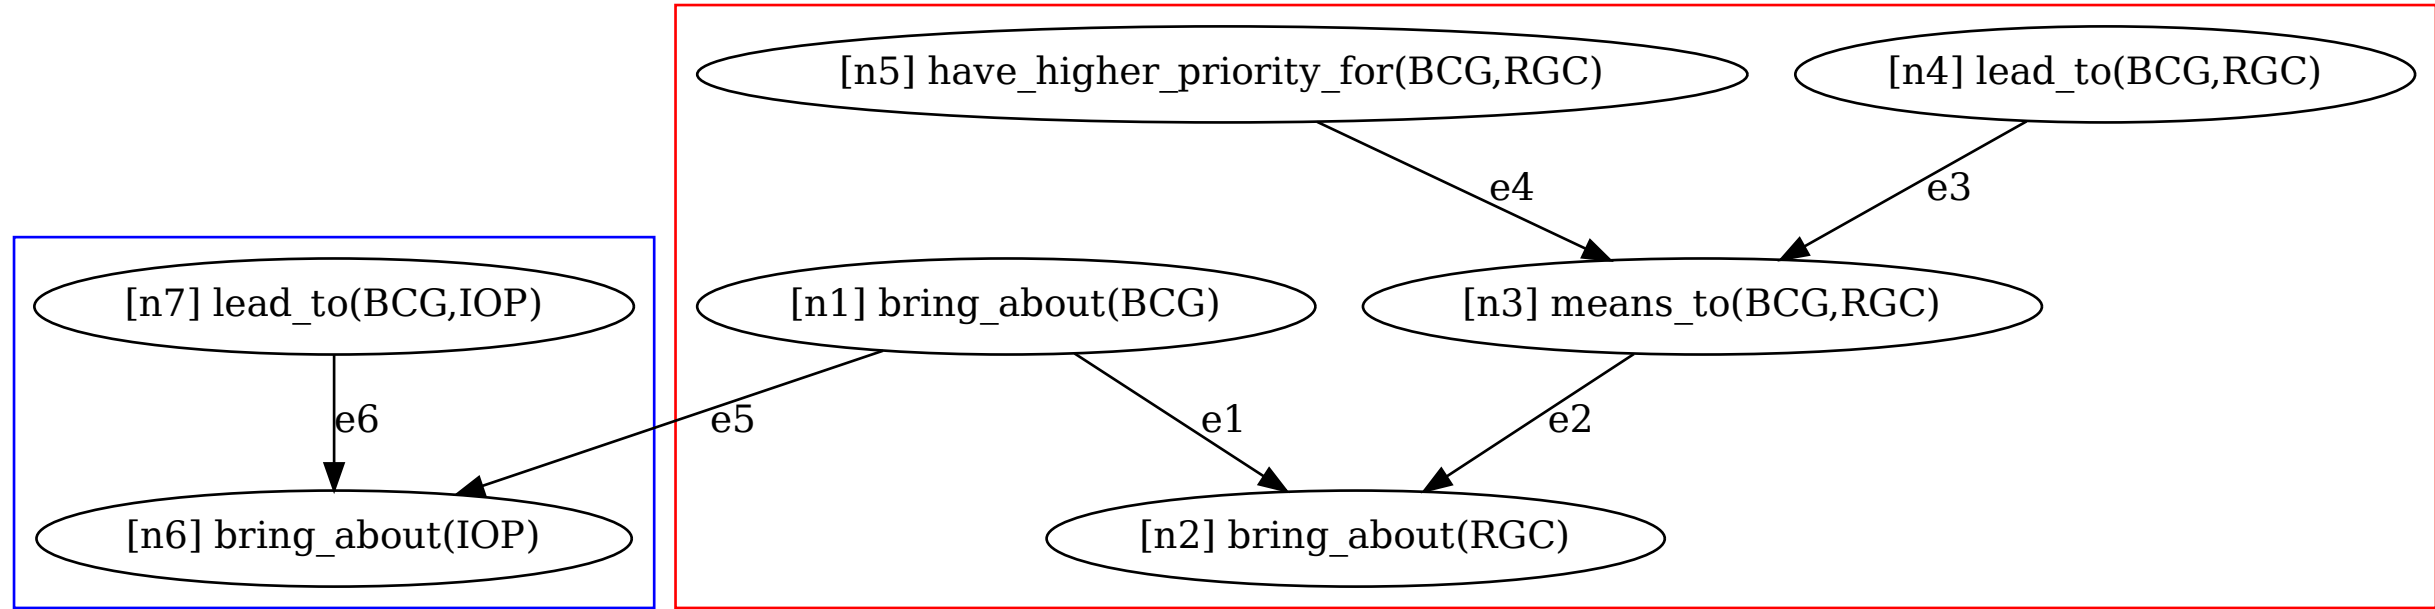 [n5] have_higher_priority_for(BCG,RGC)
[n4] lead_to(BCG,RGC)
e4
e3
[n7] lead_to(BCG,IOP)
[n1] bring_about(BCG)
[n3] means_to(BCG,RGC)
e6
e5
e1
e2
[n6] bring_about(IOP)
[n2] bring_about(RGC)